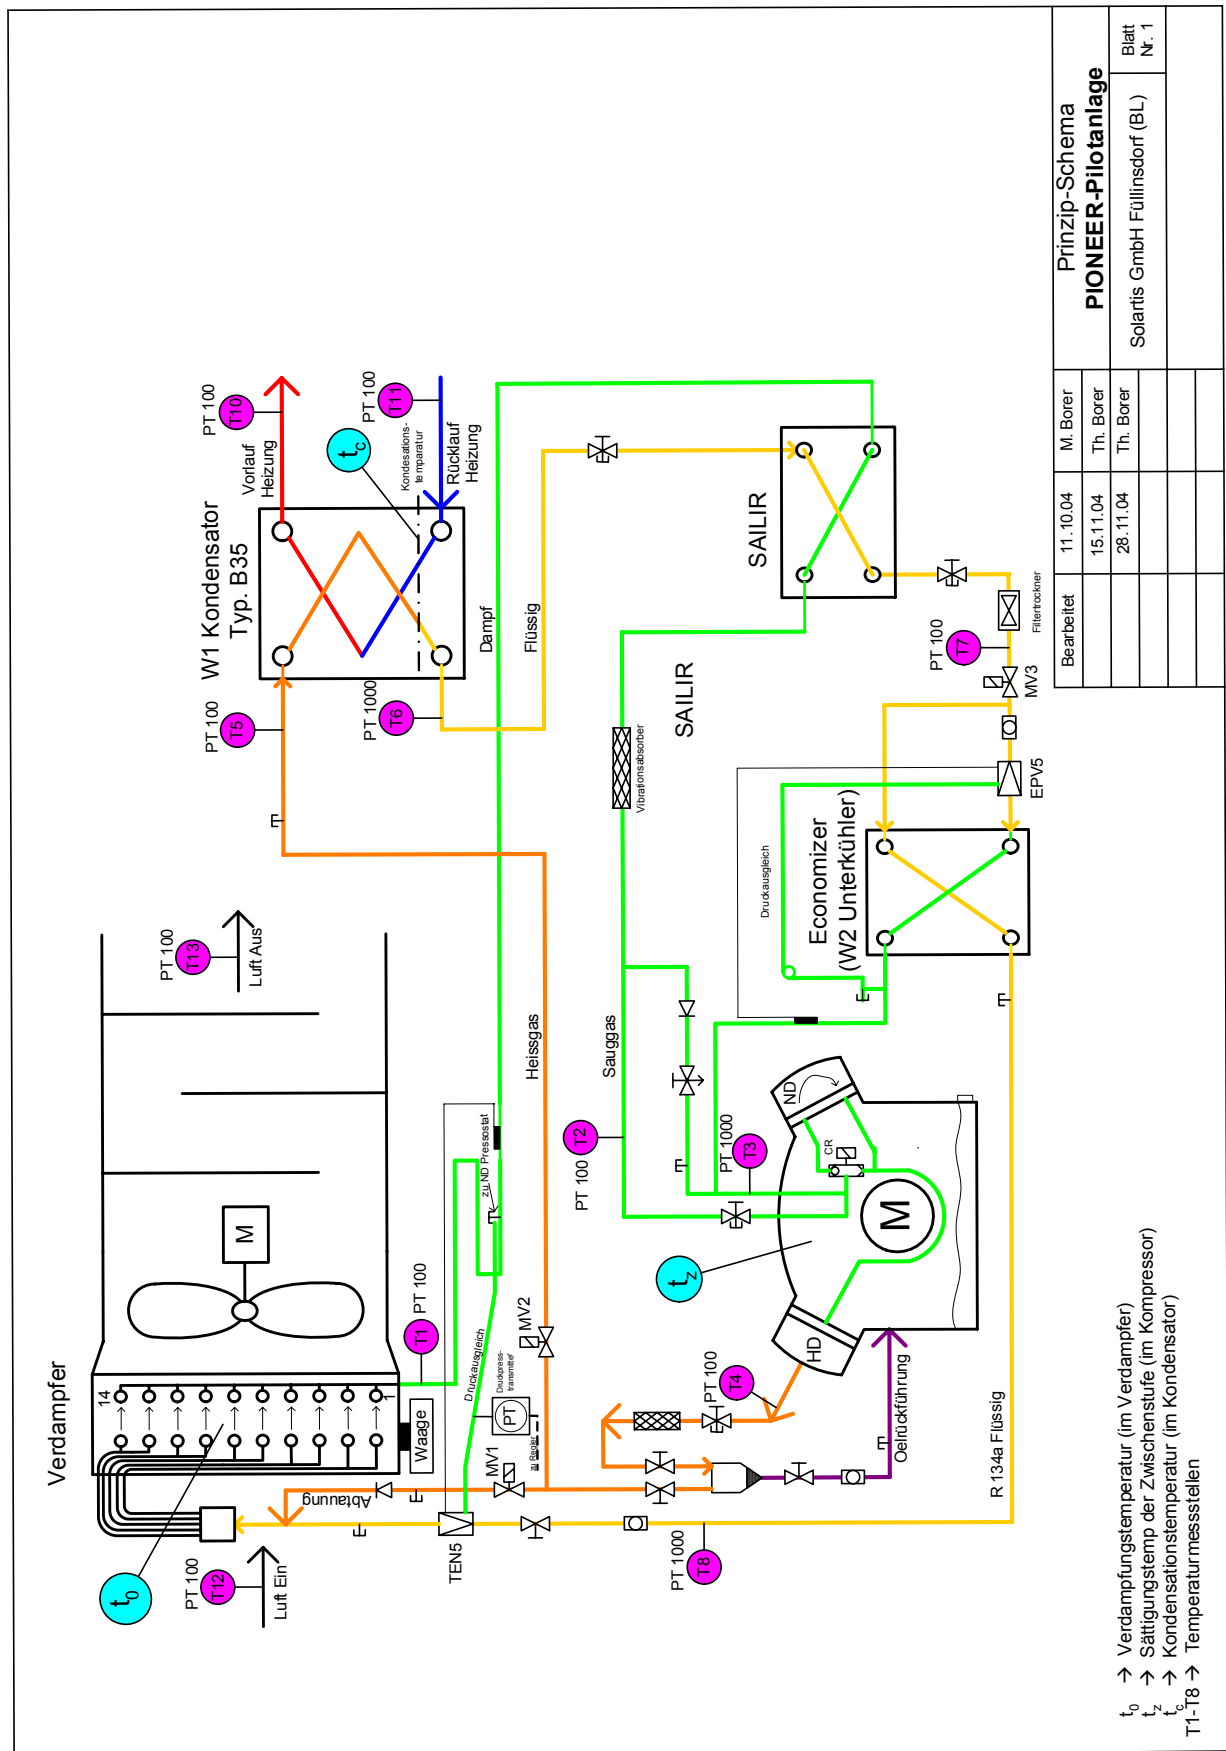 Verdampfer
14
1
Waage
M
PT 100
T12
Luft Ein
t0
PT 100
T13
Luft Aus
T1
PT 100
W1 Kondensator
Typ. B35
PT 100
T5
PT 1000
T6
Vorlauf
Heizung
PT 100
T10
tc
Kondesations-
temparatur
PT 100
T11
Rücklauf
Heizung
Dampf
Flüssig
Heissgas
Abtauung
TEN5
MV1
MV2
Druckausgleich
PT
zu Regler
zu ND Pressostat
SAILIR
SAILIR
Vibrationsabsorber
Sauggas
PT 100
T2
PT 1000
T3
PT 100
T4
PT 1000
T8
tz
HD
ND
CR
M
Oelrückführung
R 134a Flüssig
Druckausgleich
Economizer
(W2 Unterkühler)
EPV5
MV3
PT 100
T7
Filtertrockner
t0 → Verdampfungstemperatur (im Verdampfer)
tz → Sättigungstemp der Zwischenstufe (im Kompressor)
tc → Kondensationstemperatur (im Kondensator)
T1-T8 → Temperaturmessstellen
Bearbeitet
11.10.04
M. Borer
15.11.04
Th. Borer
28.11.04
Th. Borer
Prinzip-Schema
PIONEER-Pilotanlage
Solartis GmbH Füllinsdorf (BL)
Blatt
Nr. 1